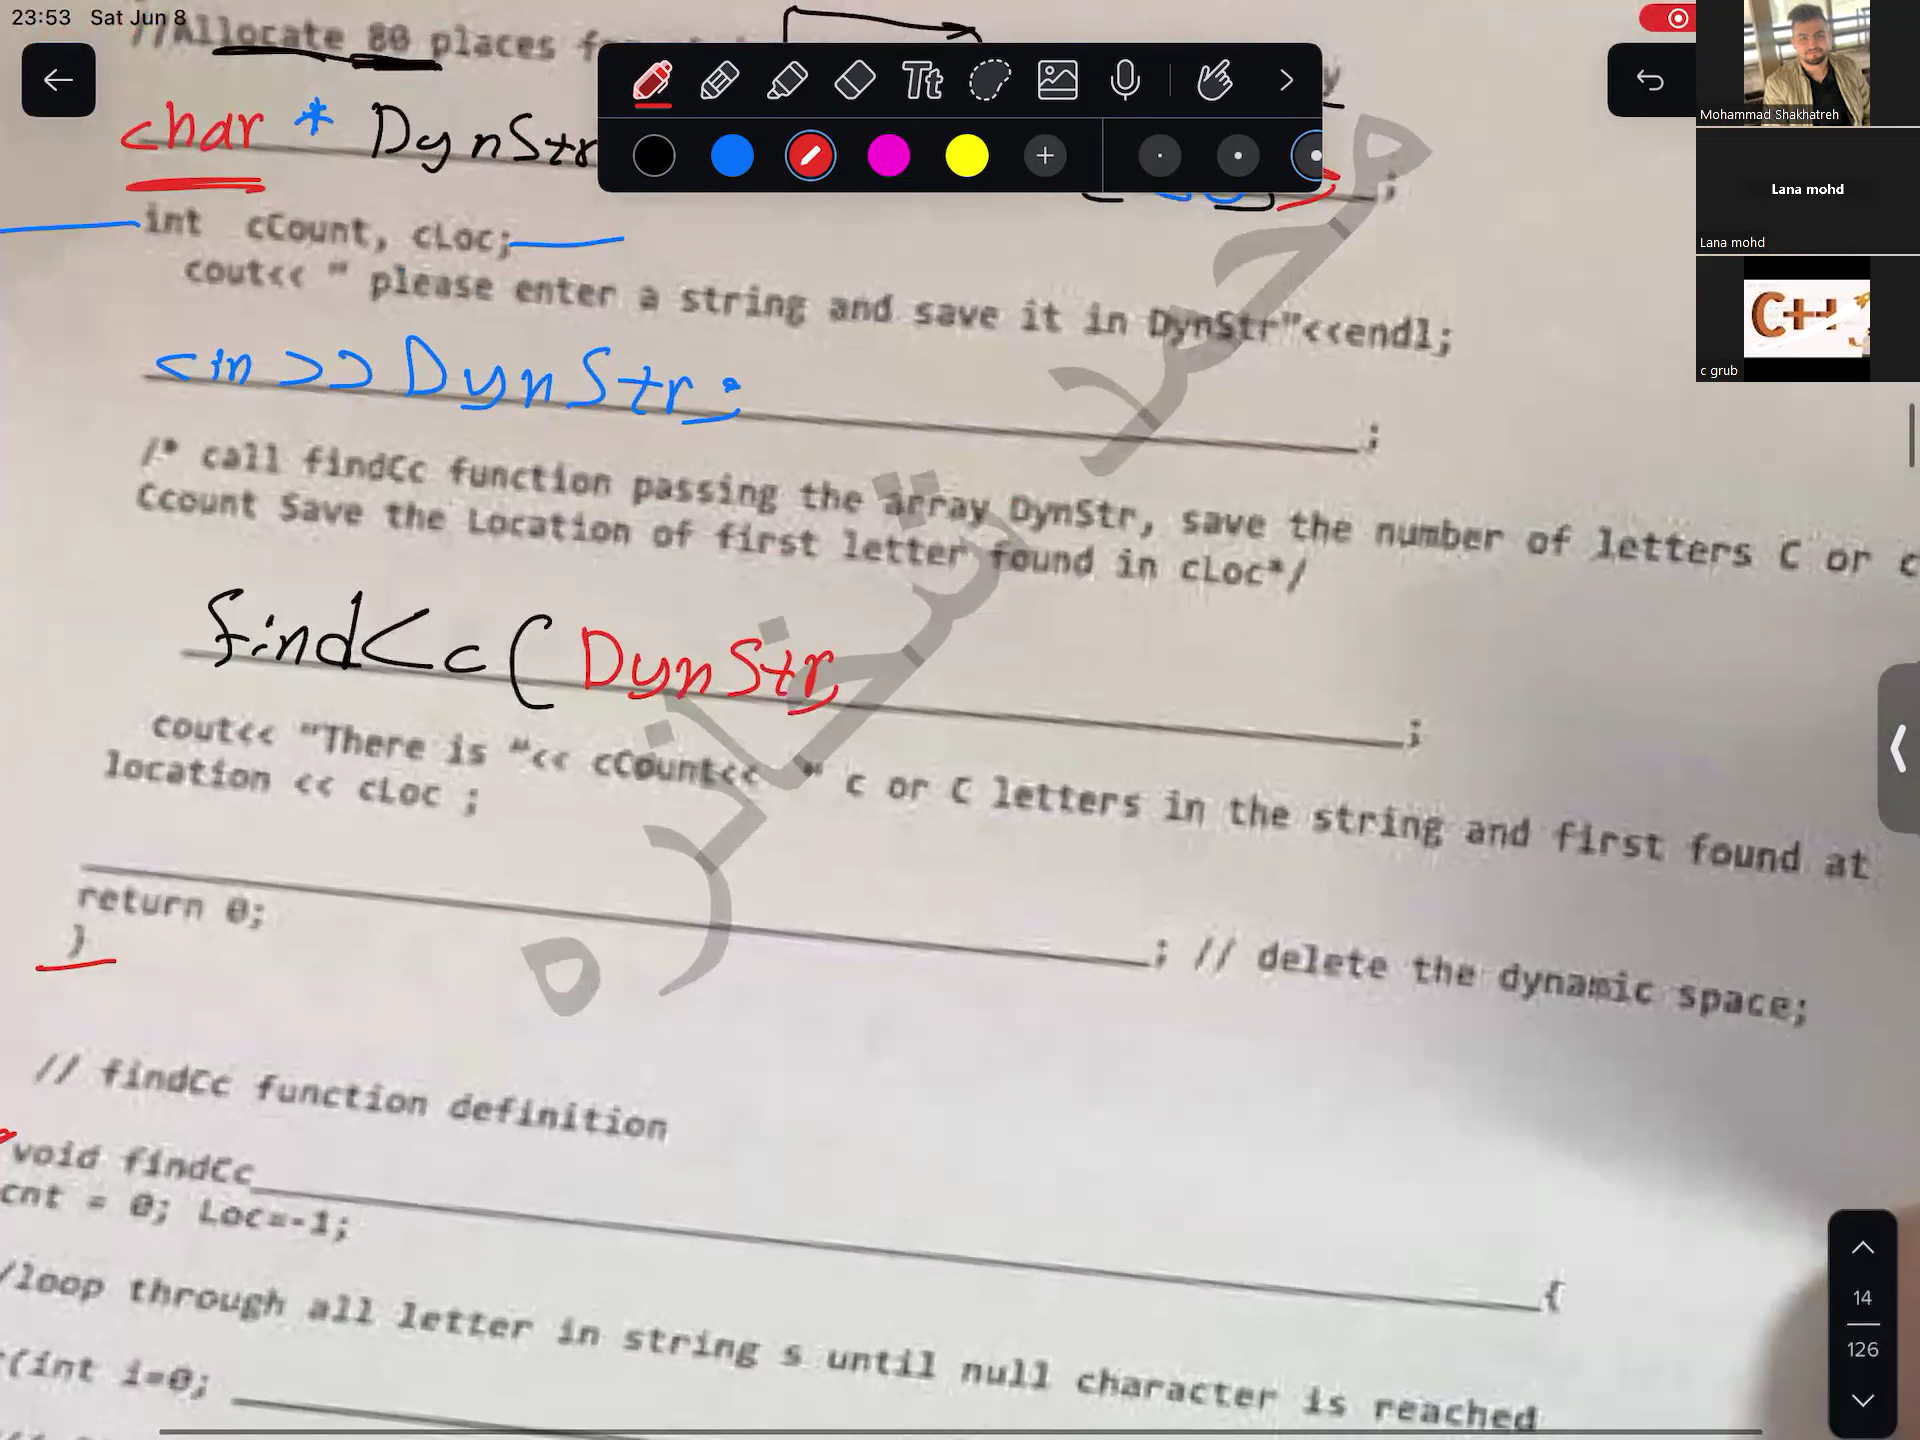 23:53 Sat Jun 8
//Allocate 80 places
char * DynStr
;
int cCount, cLoc;
cout<< " please enter a string and save it in DynStr"<<endl;
cin >> DynStr;
;
/* call findCc function passing the array DynStr, save the number of letters C or c
Ccount Save the Location of first letter found in cLoc*/
findCc ( DynStr,
;
cout<< "There is "<< cCount<< " c or C letters in the string and first found at
location << cLoc ;
; // delete the dynamic space;
return 0;
}
// findCc function definition
void findCc {
cnt = 0; Loc=-1;
/loop through all letter in string s until null character is reached
(int i=0;
محمد شخاتره
Tt
Mohammad Shakhatreh
Lana mohd
Lana mohd
C++
c grub
14
126